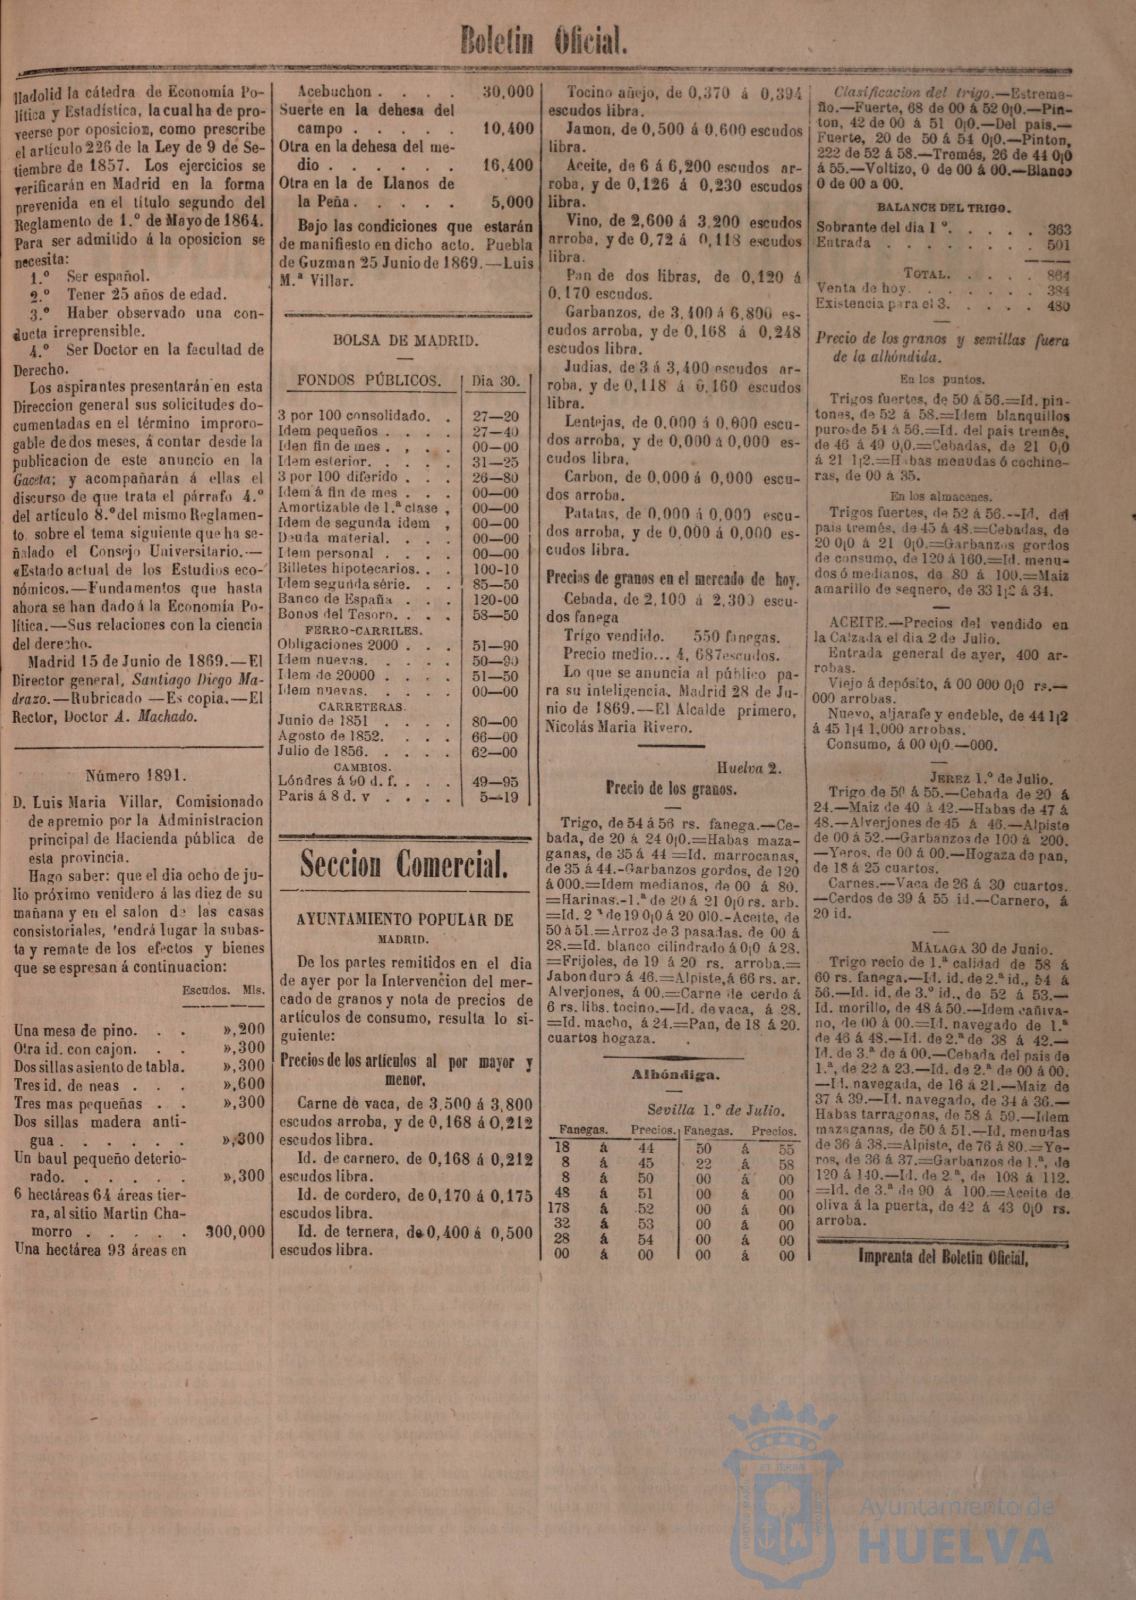 Boletin Oficial.
lladolid la cátedra de Economía Po-
lítica y Estadística, la cual ha de pro-
veerse por oposicion, como prescribe
el artículo 226 de la Ley de 9 de Se-
tiembre de 1857. Los ejercicios se
verificarán en Madrid en la forma
prevenida en el título segundo del
Reglamento de 1.º de Mayo de 1864.
Para ser admitido á la oposicion se
necesita:
1.º Ser español.
2.º Tener 25 años de edad.
3.º Haber observado una con-
ducta irreprensible.
4.º Ser Doctor en la facultad de
Derecho.
Los aspirantes presentarán en esta
Direccion general sus solicitudes do-
cumentadas en el término improro-
gable de dos meses, á contar desde la
publicacion de este anuncio en la
Gaceta; y acompañarán á ellas el
discurso de que trata el párrafo 4.º
del artículo 8.º del mismo Reglamen-
to, sobre el tema siguiente que ha se-
ñalado el Consejo Universitario.—
«Estado actual de los Estudios eco-
nómicos.—Fundamentos que hasta
ahora se han dado á la Economía Po-
lítica.—Sus relaciones con la ciencia
del derecho.
Madrid 15 de Junio de 1869.—El
Director general, Santiago Diego Ma-
drazo.—Rubricado —Es copia.—El
Rector, Doctor A. Machado.
Número 1891.
D. Luis Maria Villar, Comisionado
de apremio por la Administracion
principal de Hacienda pública de
esta provincia.
Hago saber: que el dia ocho de ju-
lio próximo venidero á las diez de su
mañana y en el salon de las casas
consistoriales, tendrá lugar la subas-
ta y remate de los efectos y bienes
que se espresan á continuacion:
Escudos. Mls.
Una mesa de pino. . . »,200
Otra id. con cajon. . . »,300
Dos sillas asiento de tabla. »,300
Tres id. de neas . . . »,600
Tres mas pequeñas . . »,300
Dos sillas madera anti-
gua . . . . . . »,300
Un baul pequeño deterio-
rado. . . . . . »,300
6 hectáreas 64 áreas tier-
ra, al sitio Martin Cha-
morro . . . . . 300,000
Una hectárea 93 áreas en
Acebuchon . . . . 30,000
Suerte en la dehesa del
campo . . . . . 10,400
Otra en la dehesa del me-
dio . . . . . . 16,400
Otra en la de Llanos de
la Peña. . . . . 5,000
Bajo las condiciones que estarán
de manifiesto en dicho acto. Puebla
de Guzman 25 Junio de 1869.—Luis
M.ª Villar.
BOLSA DE MADRID.
FONDOS PÚBLICOS. Dia 30.
3 por 100 consolidado. . 27—20
Idem pequeños . . . . 27—40
Iden fin de mes . , . . 00—00
Idem esterior. . . . . 31—25
3 por 100 diferido . . . 26—80
Idem á fin de mes . . . 00—00
Amortizable de 1.ª clase , 00—00
Idem de segunda idem , 00—00
Deuda material. . . . 00—00
Item personal . . . . 00—00
Billetes hipotecarios. . . 100-10
Idem segunda série. . . 85—50
Banco de España . . . 120-00
Bonos del Tesoro. . . . 58—50
FERRO-CARRILES.
Obligaciones 2000 . . . 51—90
Idem nuevas. . . . . 50—90
Idem de 20000 . . . . 51—50
Idem nuevas. . . . . 00—00
CARRETERAS.
Junio de 1851 . . . . 80—00
Agosto de 1852. . . . 66—00
Julio de 1856. . . . . 62—00
CAMBIOS.
Lóndres á 90 d. f. . . . 49—95
Paris á 8 d. v . . . . 5—19
Seccion Comercial.
AYUNTAMIENTO POPULAR DE
MADRID.
De los partes remitidos en el dia
de ayer por la Intervencion del mer-
cado de granos y nota de precios de
artículos de consumo, resulta lo si-
guiente:
Precios de los artículos al por mayor y
menor.
Carne de vaca, de 3,500 á 3,800
escudos arroba, y de 0,168 á 0,212
escudos libra.
Id. de carnero, de 0,168 á 0,212
escudos libra.
Id. de cordero, de 0,170 á 0,175
escudos libra.
Id. de ternera, de 0,400 á 0,500
escudos libra.
Tocino añejo, de 0,370 á 0,394
escudos libra.
Jamon, de 0,500 á 0,600 escudos
libra.
Aceite, de 6 á 6,200 escudos ar-
roba, y de 0,126 á 0,230 escudos
libra.
Vino, de 2,600 á 3,200 escudos
arroba, y de 0,72 á 0,118 escudos
libra.
Pan de dos libras, de 0,120 á
0,170 escudos.
Garbanzos, de 3,400 á 6,800 es-
cudos arroba, y de 0,168 á 0,248
escudos libra.
Judias, de 3 á 3,400 escudos ar-
roba, y de 0,118 á 0,160 escudos
libra.
Lentejas, de 0,000 á 0,000 escu-
dos arroba, y de 0,000 á 0,000 es-
cudos libra.
Carbon, de 0,000 á 0,000 escu-
dos arroba.
Patatas, de 0,000 á 0,000 escu-
dos arroba, y de 0,000 á 0,000 es-
cudos libra.
Precios de granos en el mercado de hoy.
Cebada, de 2,100 á 2,300 escu-
dos fanega
Trigo vendido. 550 fanegas.
Precio medio... 4, 687 escudos.
Lo que se anuncia al público pa-
ra su inteligencia. Madrid 28 de Ju-
nio de 1869.—El Alcalde primero,
Nicolás Maria Rivero.
Huelva 2.
Precio de los granos.
Trigo, de 54 á 56 rs. fanega.—Ce-
bada, de 20 á 24 0|0.=Habas maza-
ganas, de 35 á 44 =Id. marrocanas,
de 35 á 44.-Garbanzos gordos, de 120
á 000.=Idem medianos, de 00 á 80.
=Harinas.-1.ª de 20 á 21 0|0 rs. arb.
=Id. 2.ª de 19 0|0 á 20 0|0.-Aceite, de
50 á 51.=Arroz de 3 pasadas. de 00 á
28.=Id. blanco cilindrado á 0|0 á 28.
=Frijoles, de 19 á 20 rs. arroba.=
Jabon duro á 46.=Alpiste, á 66 rs. ar.
Alverjones, á 00.=Carne de cerdo á
6 rs. libs. tocino.—Id. de vaca, á 28.
=Id. macho, á 24.=Pan, de 18 á 20.
cuartos hogaza.
Alhóndiga.
Sevilla 1.º de Julio.
Fanegas. Precios. Fanegas. Precios.
18 á 44 50 á 55
8 á 45 22 á 58
8 á 50 00 á 00
48 á 51 00 á 00
178 á 52 00 á 00
32 á 53 00 á 00
28 á 54 00 á 00
00 á 00 00 á 00
Clasificacion del trigo.—Estreme-
ño.—Fuerte, 68 de 00 á 52 0|0.—Pin-
ton, 42 de 00 á 51 0|0.—Del pais.—
Fuerte, 20 de 50 á 54 0|0.—Pinton,
222 de 52 á 58.—Tremés, 26 de 44 0|0
á 55.—Voltizo, 0 de 00 á 00.—Blanco
0 de 00 a 00.
BALANCE DEL TRIGO.
Sobrante del dia 1 º. . . . . 363
Entrada . . . . . . . . 501
TOTAL. . . . . 864
Venta de hoy. . . . . . . 384
Existencia para el 3. . . . . 480
Precio de los granos y semillas fuera
de la alhóndida.
En los puntos.
Trigos fuertes, de 50 á 56.=Id. pin-
tones, de 52 á 58.=Idem blanquillos
puros de 54 á 56.=Id. del pais tremés,
de 46 á 49 0|0.=Cebadas, de 21 0|0
á 21 1|2.=Habas menudas ó cochine-
ras, de 00 á 35.
En los almacenes.
Trigos fuertes, de 52 á 56.--Id. del
pais tremés, de 45 á 48.=Cebadas, de
20 0|0 á 21 0|0.=Garbanzos gordos
de consumo, de 120 á 160.=Id. menu-
dos ó medianos, de 80 á 100.=Maiz
amarillo de seqnero, de 33 1|2 á 34.
ACEITE.—Precios del vendido en
la Calzada el dia 2 de Julio.
Entrada general de ayer, 400 ar-
robas.
Viejo á depósito, á 00 000 0|0 rs.—
000 arrobas.
Nuevo, aljarafe y endeble, de 44 1|2
á 45 1|4 1,000 arrobas.
Consumo, á 00 0|0.—000.
JEREZ 1.º de Julio.
Trigo de 50 á 55.—Cebada de 20 á
24.—Maiz de 40 á 42.—Habas de 47 á
48.—Alverjones de 45 á 46.—Alpiste
de 00 á 52.—Garbanzos de 100 á 200.
—Yeros, de 00 á 00.—Hogaza de pan,
de 18 á 25 cuartos.
Carnes.—Vaca de 26 á 30 cuartos.
—Cerdos de 39 á 55 id.—Carnero, á
20 id.
MÁLAGA 30 de Junio.
Trigo recio de 1.ª calidad de 58 á
60 rs. fanega.—Id. id. de 2.ª id., 54 á
56.—Id. id. de 3.º id., de 52 á 53.—
Id. morillo, de 48 á 50.—Idem cañiva-
no, de 00 á 00.=Id. navegado de 1.ª
de 46 á 48.—Id. de 2.ª de 38 á 42.—
Id. de 3.ª de á 00.—Cebada del pais de
1.ª, de 22 á 23.—Id. de 2.ª de 00 á 00.
—Id. navegada, de 16 á 21.—Maiz de
37 á 39.—Id. navegado, de 34 á 36.—
Habas tarragonas, de 58 á 59.—Idem
mazaganas, de 50 á 51.—Id. menudas
de 36 á 38.=Alpiste, de 76 á 80.=Ye-
ros, de 36 á 37.=Garbanzos de 1.ª, de
120 á 140.—Id. de 2.ª, de 108 á 112.
=Id. de 3.ª de 90 á 100.=Aceite de
oliva á la puerta, de 42 á 43 0|0 rs.
arroba.
Imprenta del Boletin Oficial,
Ayuntamiento de
HUELVA